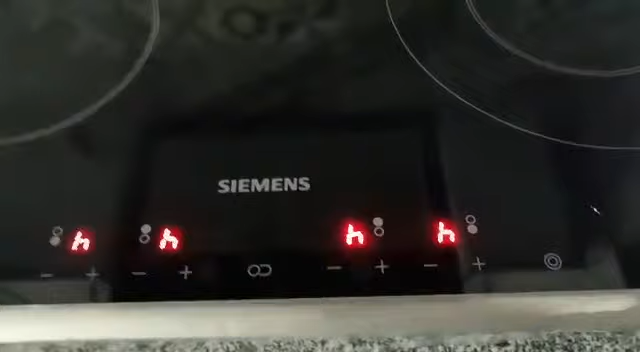 SIEMENS
h h h h
- + - + - + - +